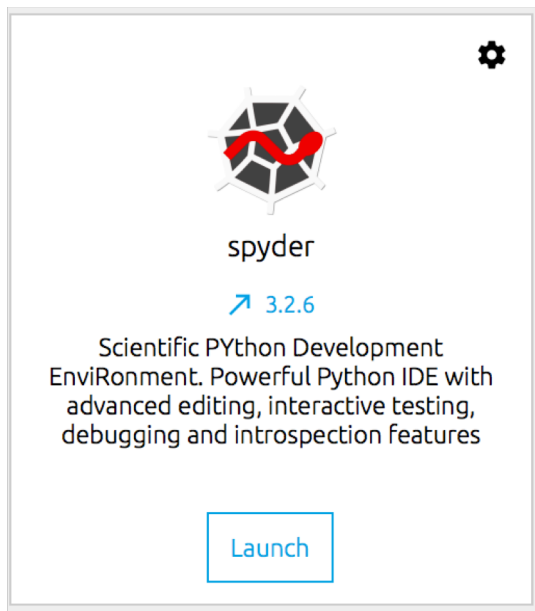 spyder
3.2.6
Scientific PYthon Development
EnviRonment. Powerful Python IDE with
advanced editing, interactive testing,
debugging and introspection features
Launch